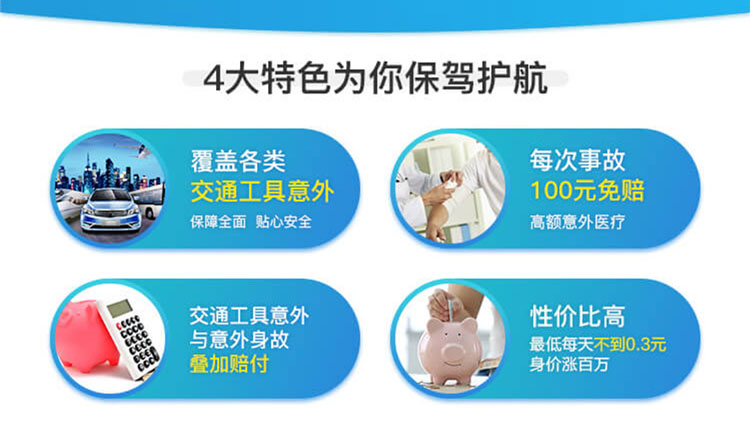 4大特色为你保驾护航
覆盖各类
交通工具意外
保障全面 贴心安全
每次事故
100元免赔
高额意外医疗
交通工具意外
与意外身故
叠加赔付
性价比高
最低每天不到0.3元
身价涨百万